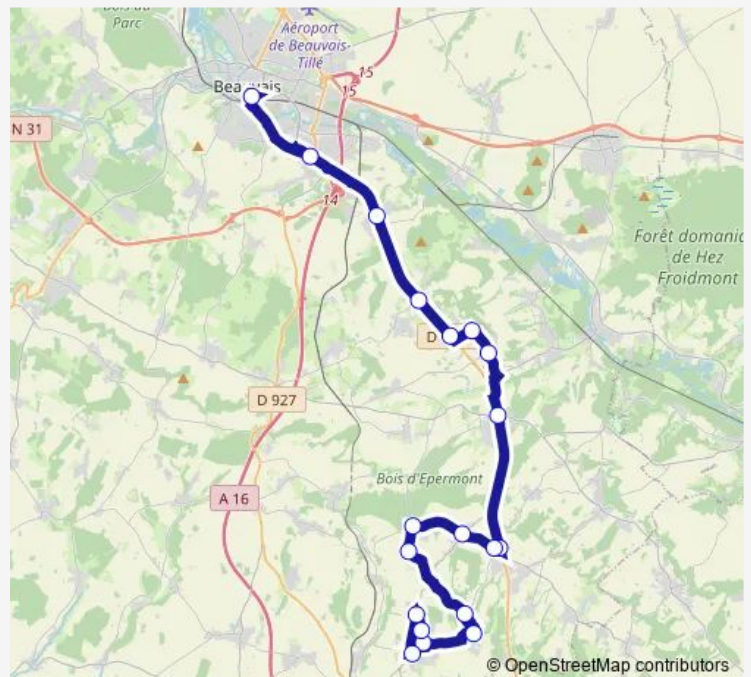 Bois du
Parc
Aéroport
de Beauvais-
Tillé
15
15
Beauvais
N 31
14
Forêt domania
de Hez
Froidmont
D
D 927
Bois d'Epermont
A 16
© OpenStreetMap contributors